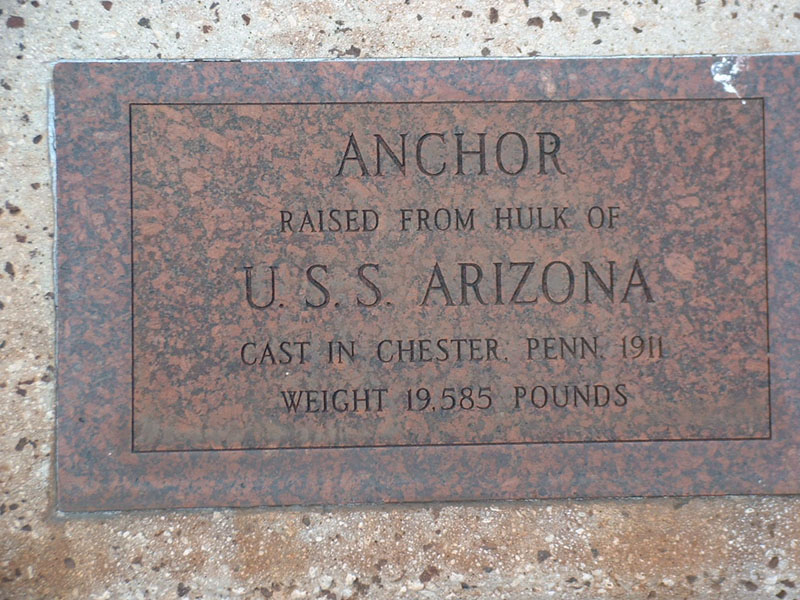 ANCHOR
RAISED FROM HULK OF
U.S.S. ARIZONA
CAST IN CHESTER, PENN. 1911
WEIGHT 19,585 POUNDS